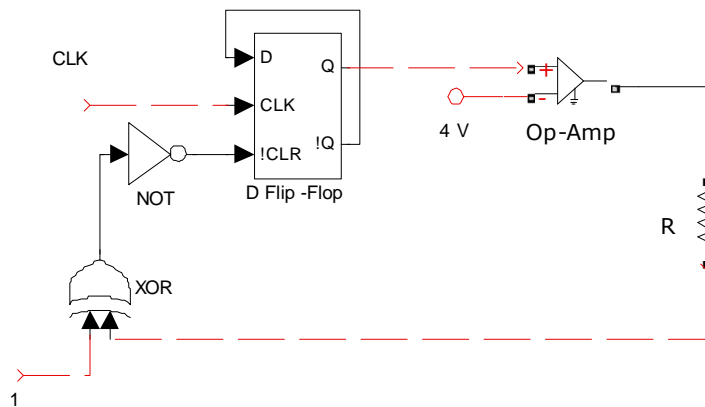 CLK
D
Q
CLK
!Q
!CLR
NOT
D Flip -Flop
+
-
4 V
Op-Amp
R
XOR
1